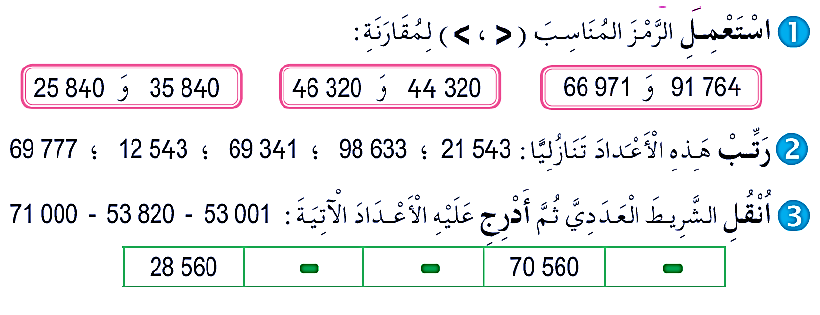 1 اسْتَعْمِلِ الرَّمْزَ المُنَاسِبَ (< ، >) لِمُقَارَنَةِ:
91 764 وَ 66 971   44 320 وَ 46 320   35 840 وَ 25 840
2 رَتِّبْ هَذِهِ الْأَعْدَادَ تَنَازُلِيًّا: 21 543 ؛ 98 633 ؛ 69 341 ؛ 12 543 ؛ 69 777
3 اُنْقُلِ الشَّرِيطَ الْعَدَدِيَّ ثُمَّ أَدْرِجِ عَلَيْهِ الْأَعْدَادَ الْآتِيَةَ: 53 001 - 53 820 - 71 000
28 560 - - 70 560 -